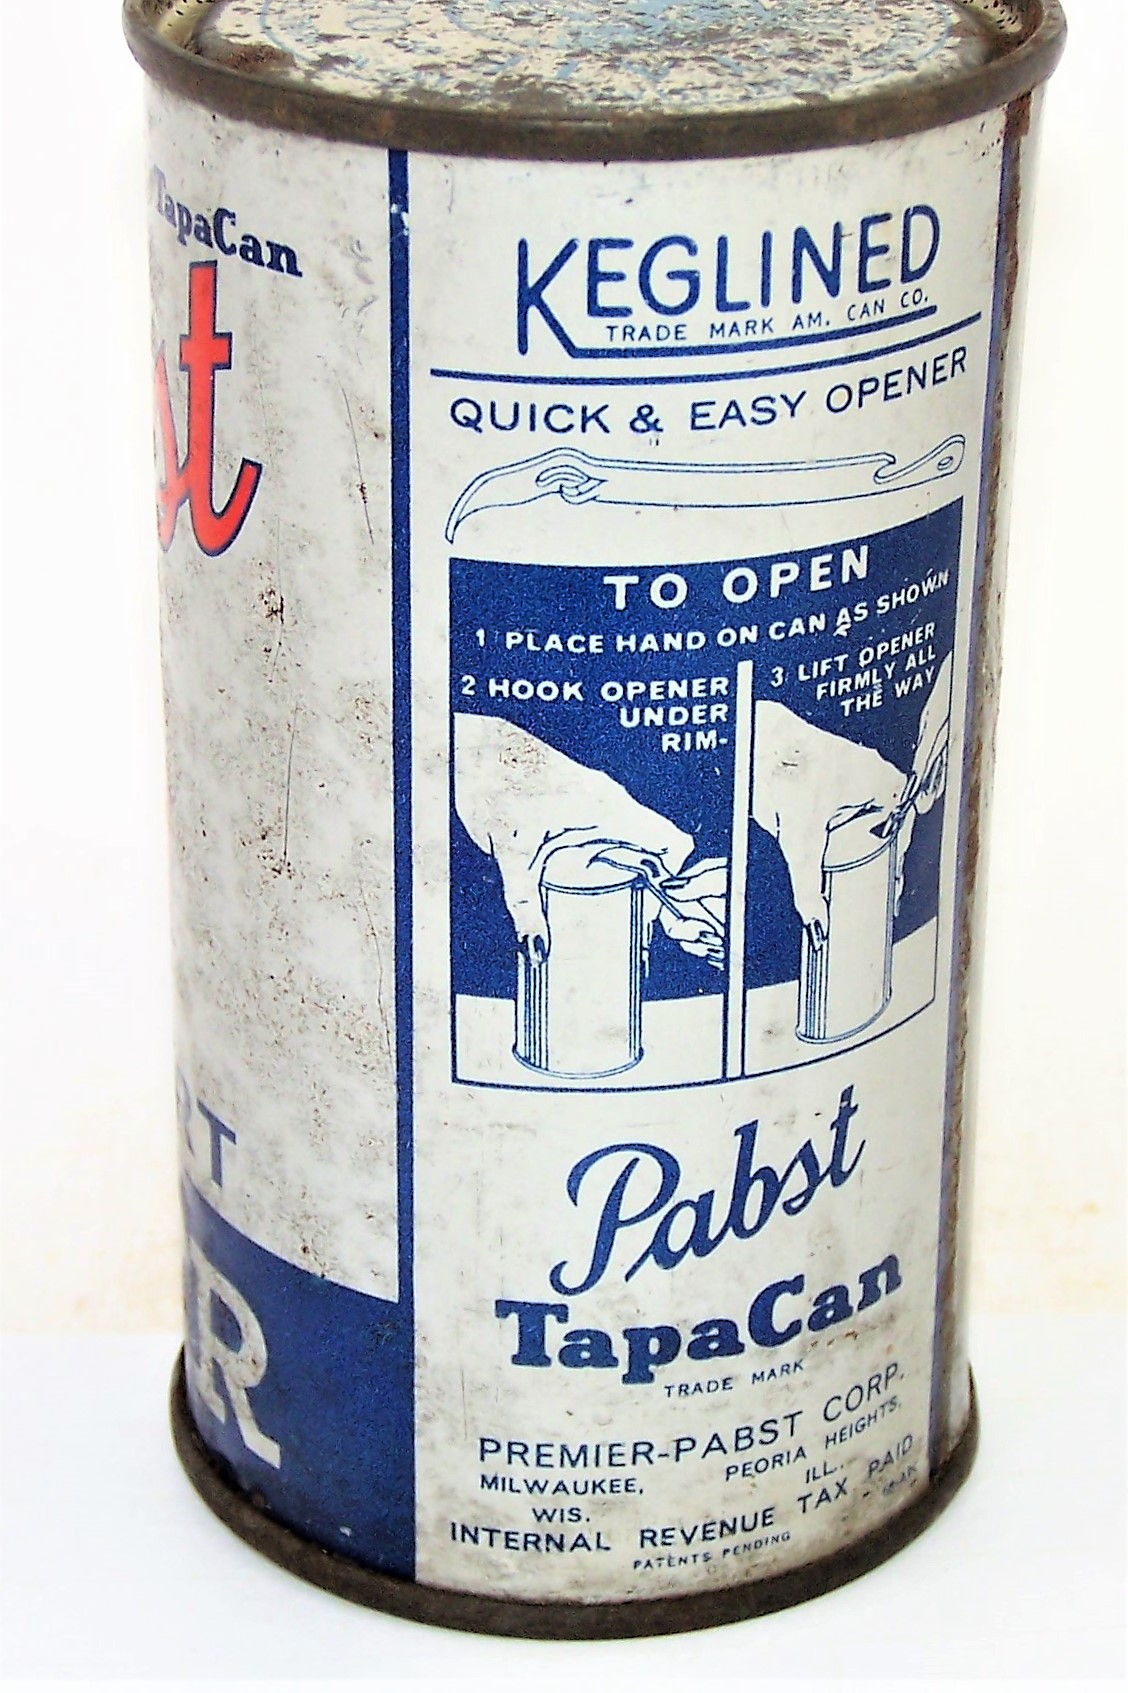 TapaCan
st
RT
R
KEGLINED
TRADE MARK AM. CAN CO.
QUICK & EASY OPENER
TO OPEN
1 PLACE HAND ON CAN AS SHOWN
2 HOOK OPENER
UNDER
RIM-
3 LIFT OPENER
FIRMLY ALL
THE WAY
Pabst
TapaCan
TRADE MARK
PREMIER-PABST CORP.
MILWAUKEE,
WIS.
PEORIA HEIGHTS,
ILL.
INTERNAL REVENUE TAX PAID
PATENTS PENDING